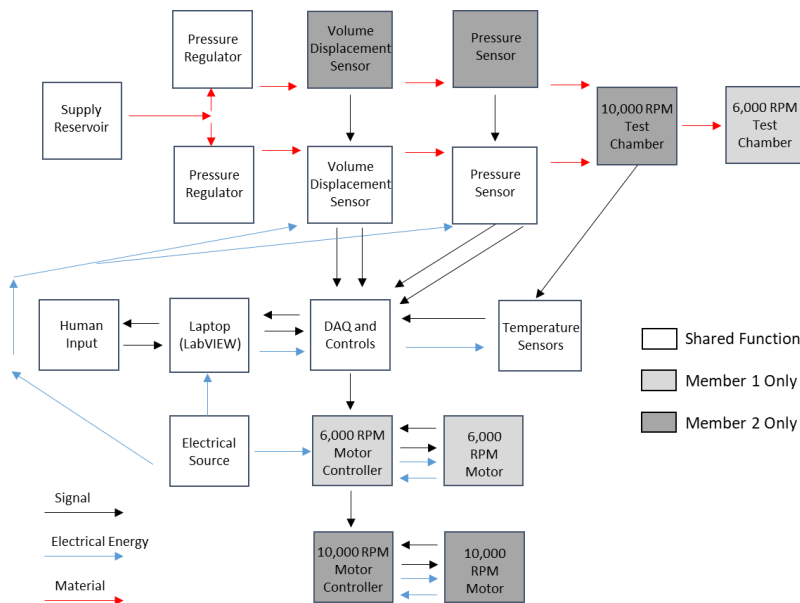 Pressure
Regulator
Volume
Displacement
Sensor
Pressure
Sensor
Supply
Reservoir
10,000 RPM
Test
Chamber
6,000 RPM
Test
Chamber
Pressure
Regulator
Volume
Displacement
Sensor
Pressure
Sensor
Human
Input
Laptop
(LabVIEW)
DAQ and
Controls
Temperature
Sensors
Shared Function
Member 1 Only
Member 2 Only
Electrical
Source
6,000 RPM
Motor
Controller
6,000
RPM
Motor
Signal
Electrical Energy
Material
10,000 RPM
Motor
Controller
10,000
RPM
Motor